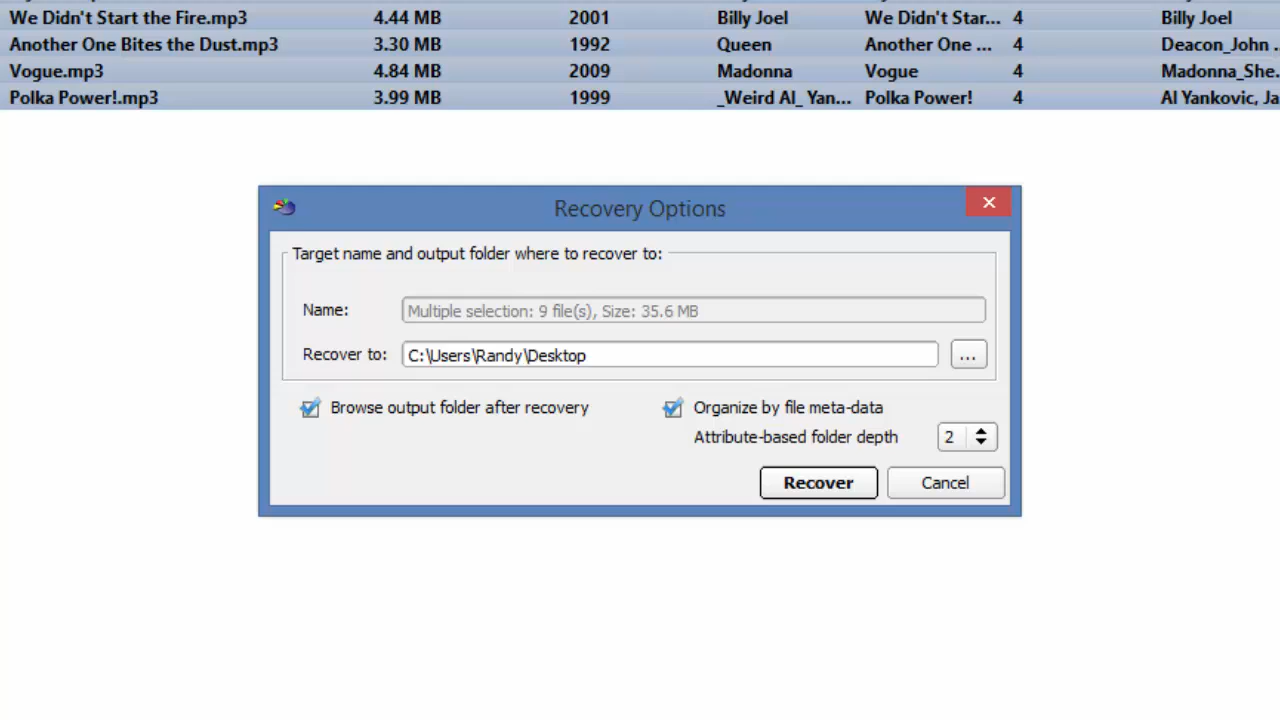 We Didn't Start the Fire.mp3 4.44 MB 2001 Billy Joel We Didn't Star... 4 Billy Joel
Another One Bites the Dust.mp3 3.30 MB 1992 Queen Another One ... 4 Deacon_John .
Vogue.mp3 4.84 MB 2009 Madonna Vogue 4 Madonna_She.
Polka Power!.mp3 3.99 MB 1999 _Weird Al_ Yan... Polka Power! 4 Al Yankovic, Ja
Recovery Options
Target name and output folder where to recover to:
Name: Multiple selection: 9 file(s), Size: 35.6 MB
Recover to: C:\Users\Randy\Desktop ...
Browse output folder after recovery Organize by file meta-data
Attribute-based folder depth 2
Recover Cancel